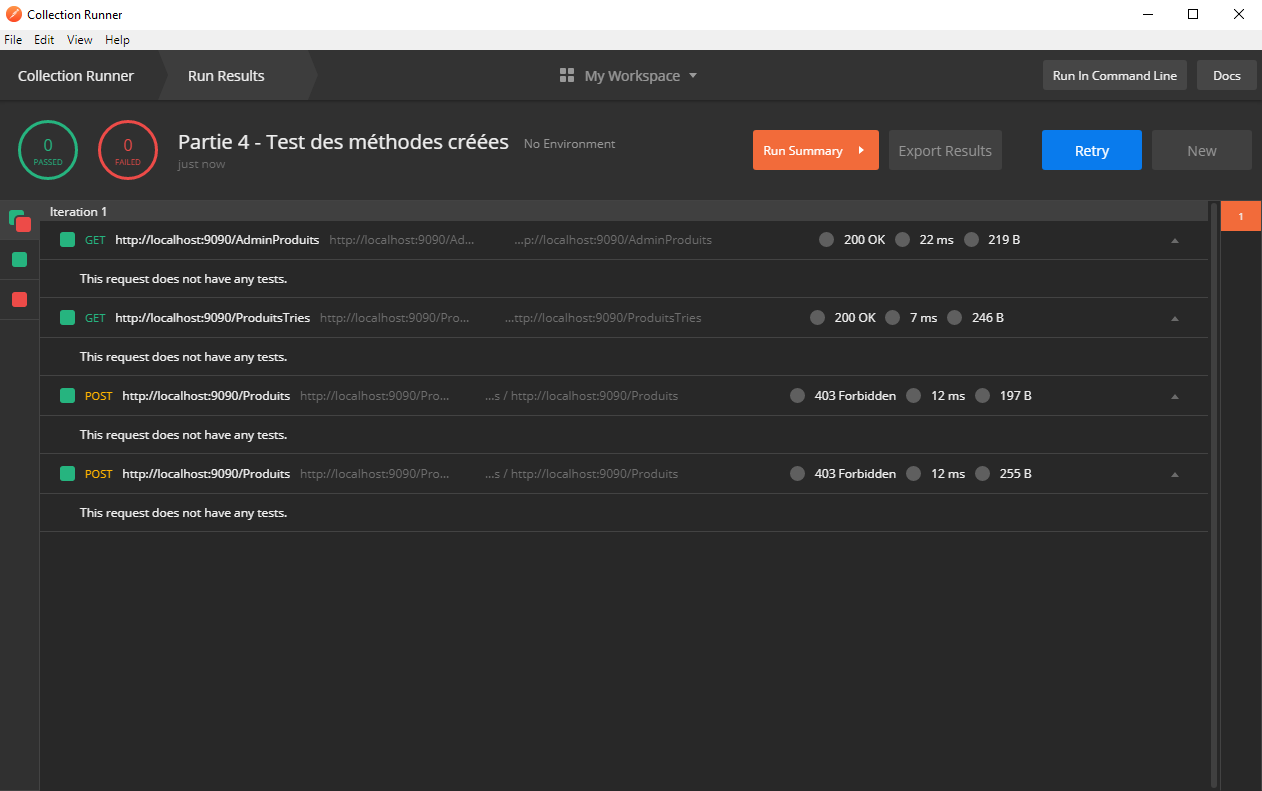 Collection Runner
File Edit View Help
Collection Runner Run Results My Workspace Run In Command Line Docs
0 PASSED
0 FAILED
Partie 4 - Test des méthodes créées No Environment
just now
Run Summary Export Results Retry New
Iteration 1
1
GET http://localhost:9090/AdminProduits http://localhost:9090/Ad... ...p://localhost:9090/AdminProduits 200 OK 22 ms 219 B
This request does not have any tests.
GET http://localhost:9090/ProduitsTries http://localhost:9090/Pro... ...ttp://localhost:9090/ProduitsTries 200 OK 7 ms 246 B
This request does not have any tests.
POST http://localhost:9090/Produits http://localhost:9090/Pro... ...s / http://localhost:9090/Produits 403 Forbidden 12 ms 197 B
This request does not have any tests.
POST http://localhost:9090/Produits http://localhost:9090/Pro... ...s / http://localhost:9090/Produits 403 Forbidden 12 ms 255 B
This request does not have any tests.